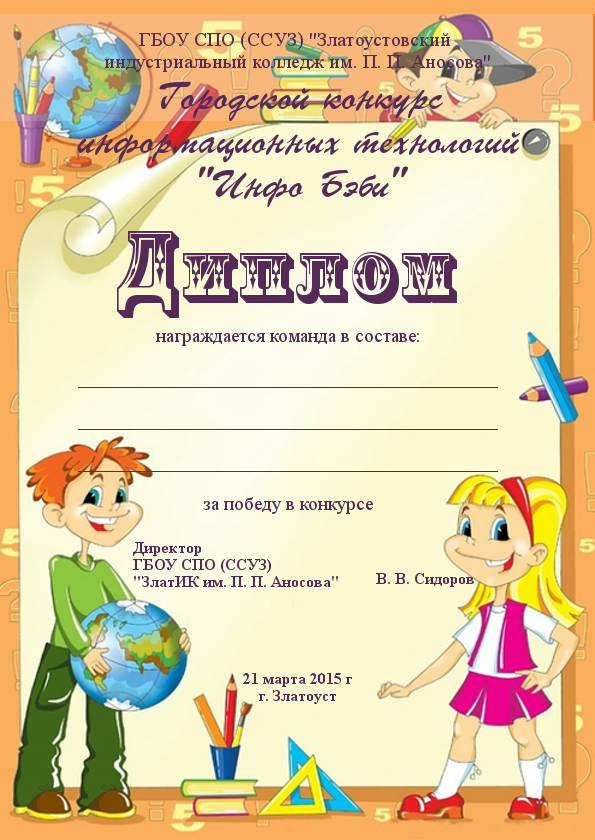 ГБОУ СПО (ССУЗ) "Златоустовский
индустриальный колледж им. П. П. Аносова"
Городской конкурс
информационных технологий
"Инфо Бэби"
Диплом
награждается команда в составе:
за победу в конкурсе
Директор
ГБОУ СПО (ССУЗ)
"ЗлатИК им. П. П. Аносова"
В. В. Сидоров
21 марта 2015 г
г. Златоуст